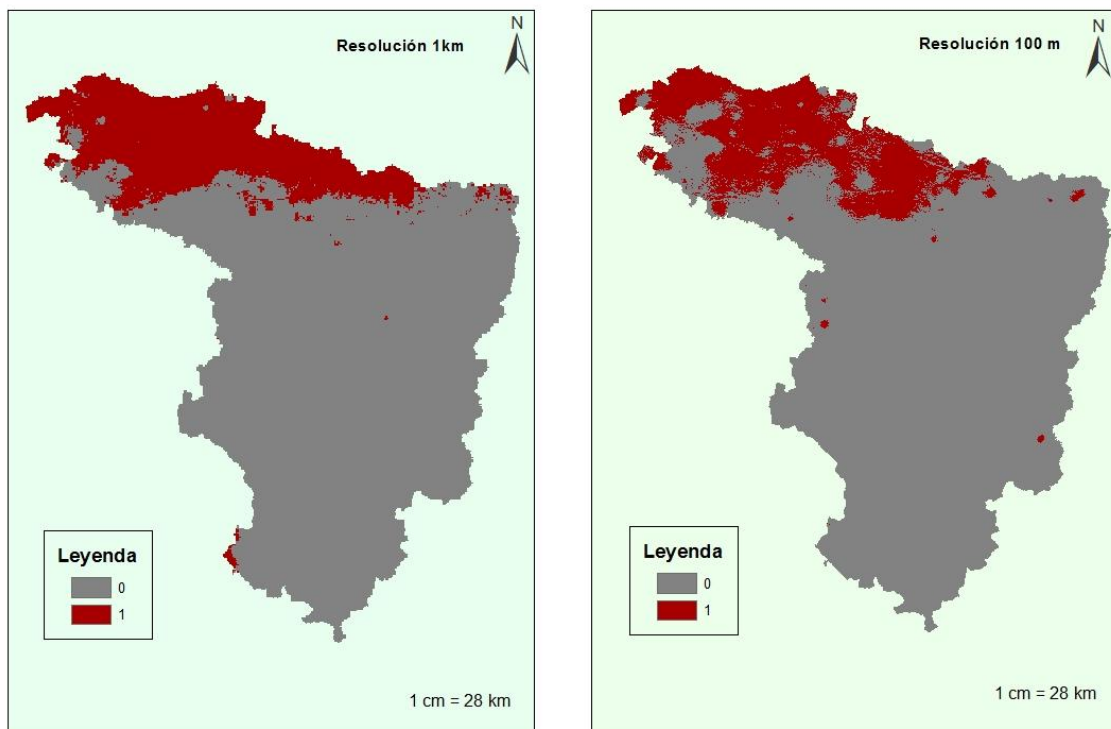 N
Resolución 1km
Leyenda
0
1
1 cm = 28 km
N
Resolución 100 m
Leyenda
0
1
1 cm = 28 km